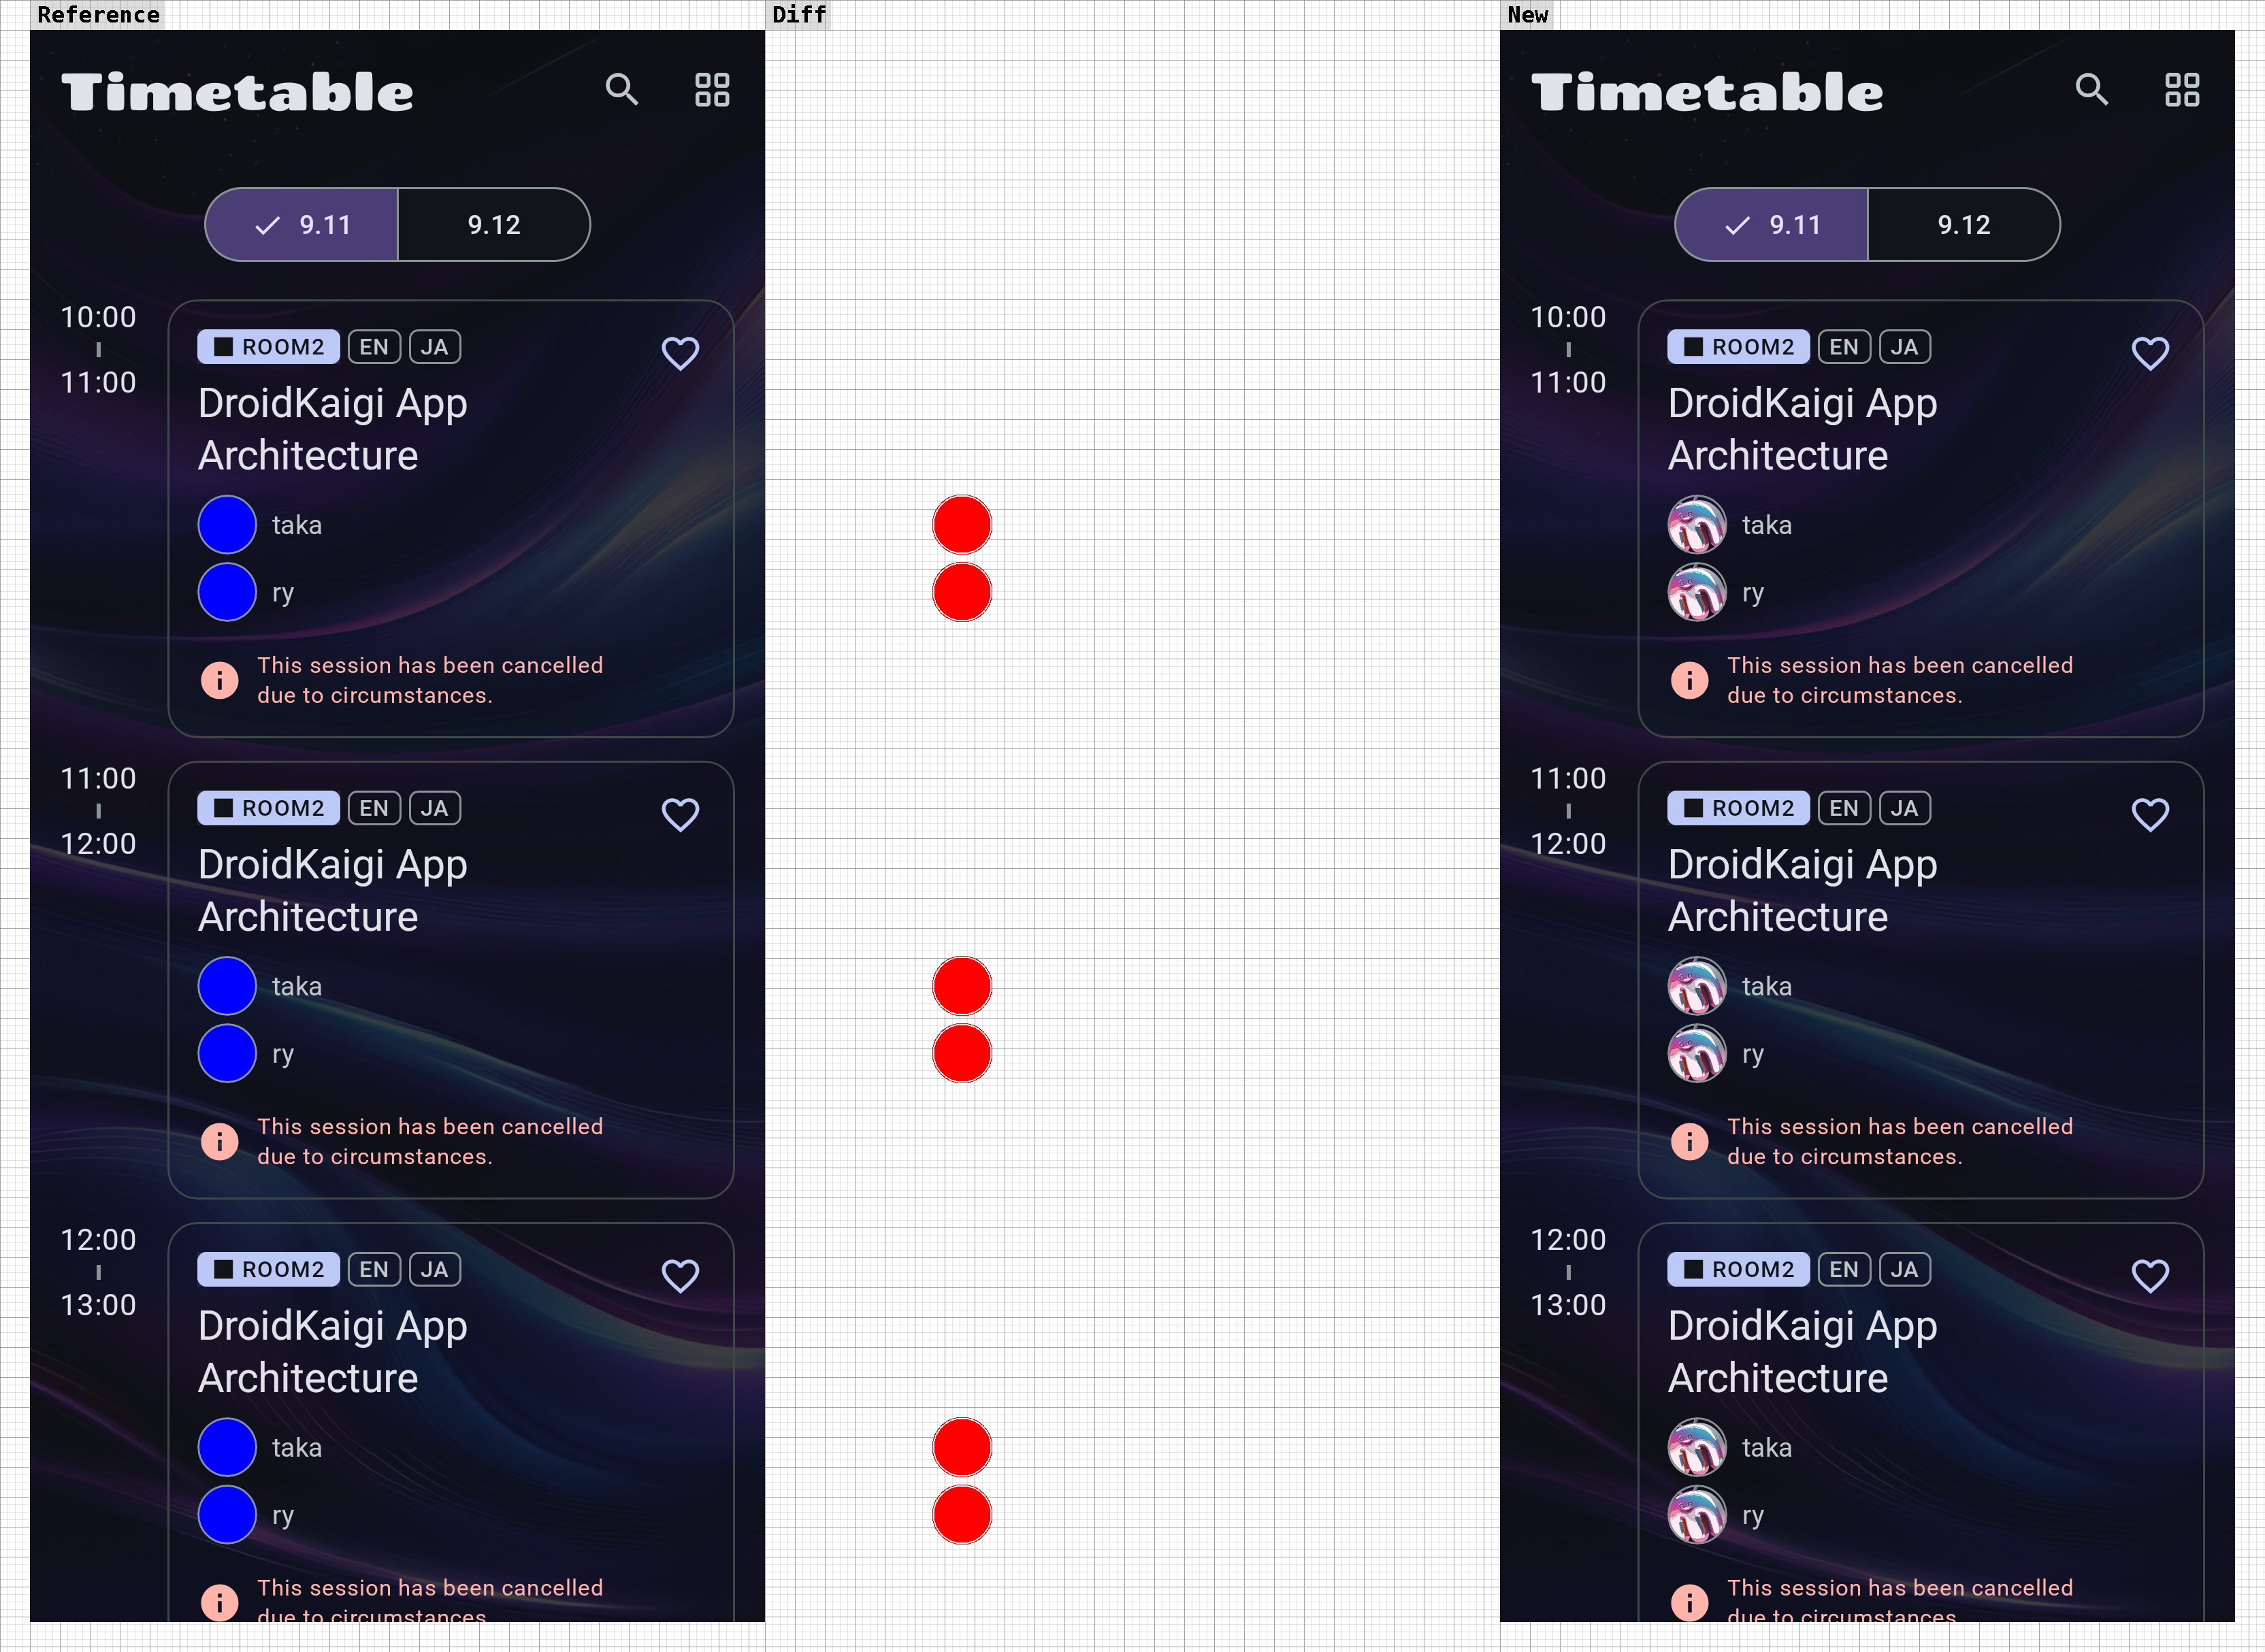 Reference
Diff
New
Timetable
9.11
9.12
10:00
11:00
ROOM2
EN
JA
DroidKaigi App
Architecture
taka
ry
This session has been cancelled
due to circumstances.
11:00
12:00
ROOM2
EN
JA
DroidKaigi App
Architecture
taka
ry
This session has been cancelled
due to circumstances.
12:00
13:00
ROOM2
EN
JA
DroidKaigi App
Architecture
taka
ry
This session has been cancelled
due to circumstances.
Timetable
9.11
9.12
10:00
11:00
ROOM2
EN
JA
DroidKaigi App
Architecture
taka
ry
This session has been cancelled
due to circumstances.
11:00
12:00
ROOM2
EN
JA
DroidKaigi App
Architecture
taka
ry
This session has been cancelled
due to circumstances.
12:00
13:00
ROOM2
EN
JA
DroidKaigi App
Architecture
taka
ry
This session has been cancelled
due to circumstances.